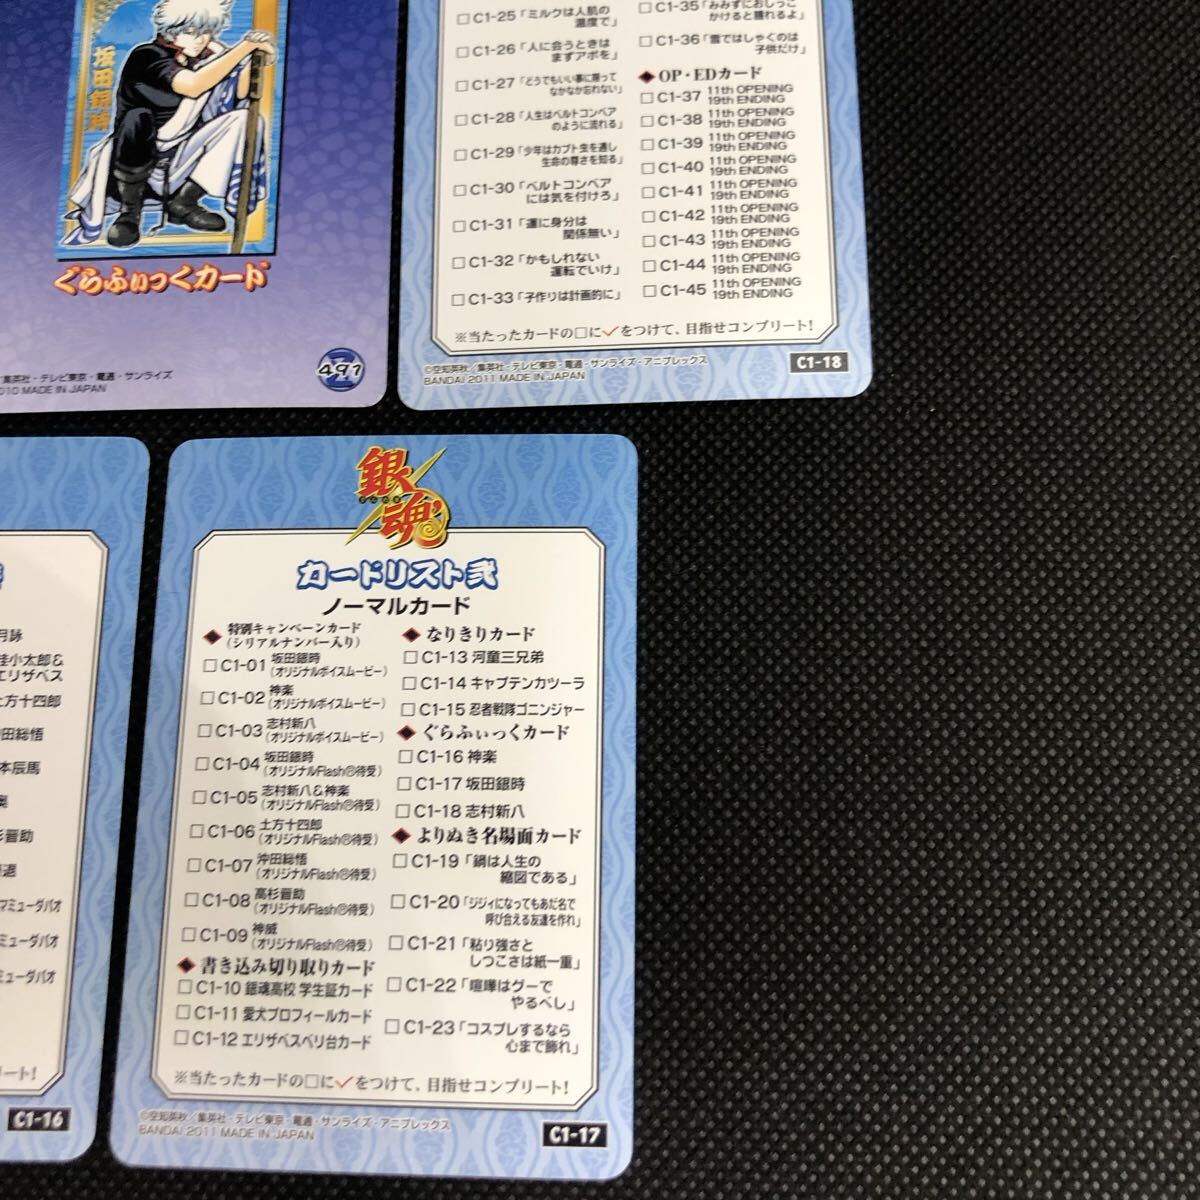 坂田銀時
ぐらふぃっくカード
491
集英社・テレビ東京・電通・サンライズ
010 MADE IN JAPAN
□ C1-25「ミルクは人肌の
温度で」
□ C1-26「人に会うときは
まずアポを」
□ C1-27「どうでもいい事に限って
なかなか忘れない」
□ C1-28「人生はベルトコンベア
のように流れる」
□ C1-29「少年はカブト虫を通し
生命の尊さを知る」
□ C1-30「ベルトコンベア
には気を付けろ」
□ C1-31「運に身分は
関係無い」
□ C1-32「かもしれない
運転でいけ」
□ C1-33「子作りは計画的に」
□ C1-35「みみずにおしっこ
かけると腫れるよ」
□ C1-36「雪ではしゃぐのは
子供だけ」
◆ OP・EDカード
□ C1-37 11th OPENING
19th ENDING
□ C1-38 11th OPENING
19th ENDING
□ C1-39 11th OPENING
19th ENDING
□ C1-40 11th OPENING
19th ENDING
□ C1-41 11th OPENING
19th ENDING
□ C1-42 11th OPENING
19th ENDING
□ C1-43 11th OPENING
19th ENDING
□ C1-44 11th OPENING
19th ENDING
□ C1-45 11th OPENING
19th ENDING
※当たったカードの□に✓をつけて、目指せコンプリート!
©空知英秋/集英社・テレビ東京・電通・サンライズ・アニプレックス
BANDAI 2011 MADE IN JAPAN
C1-18
月詠
桂小太郎&
エリザベス
土方十四郎
沖田総悟
本辰馬
杉晋助
退
マミューダパオ
ミューダパオ
ミューダパオ
ート!
C1-16
銀魂
カードリスト弐
ノーマルカード
◆ 特別キャンペーンカード
(シリアルナンバー入り)
□ C1-01 坂田銀時
(オリジナルボイスムービー)
□ C1-02 神楽
(オリジナルボイスムービー)
□ C1-03 志村新八
(オリジナルボイスムービー)
□ C1-04 坂田銀時
(オリジナルFlash®待受)
□ C1-05 志村新八&神楽
(オリジナルFlash®待受)
□ C1-06 土方十四郎
(オリジナルFlash®待受)
□ C1-07 沖田総悟
(オリジナルFlash®待受)
□ C1-08 高杉晋助
(オリジナルFlash®待受)
□ C1-09 神威
(オリジナルFlash®待受)
◆ 書き込み切り取りカード
□ C1-10 銀魂高校 学生証カード
□ C1-11 愛犬プロフィールカード
□ C1-12 エリザベスベリ台カード
◆ なりきりカード
□ C1-13 河童三兄弟
□ C1-14 キャプテンカツーラ
□ C1-15 忍者戦隊ゴニンジャー
◆ ぐらふぃっくカード
□ C1-16 神楽
□ C1-17 坂田銀時
□ C1-18 志村新八
◆ よりぬき名場面カード
□ C1-19「鍋は人生の
縮図である」
□ C1-20「ジジィになってもあだ名で
呼び合える友達を作れ」
□ C1-21「粘り強さと
しつこさは紙一重」
□ C1-22「喧嘩はグーで
やるべし」
□ C1-23「コスプレするなら
心まで飾れ」
※当たったカードの□に✓をつけて、目指せコンプリート!
©空知英秋/集英社・テレビ東京・電通・サンライズ・アニプレックス
BANDAI 2011 MADE IN JAPAN
C1-17